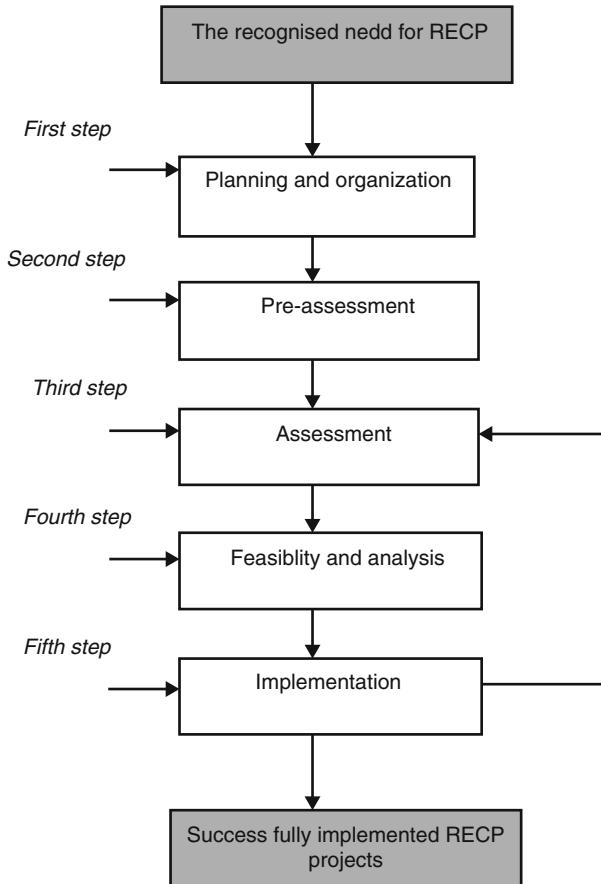 The recognised nedd for RECP
First step
Planning and organization
Second step
Pre-assessment
Third step
Assessment
Fourth step
Feasiblity and analysis
Fifth step
Implementation
Success fully implemented RECP
projects